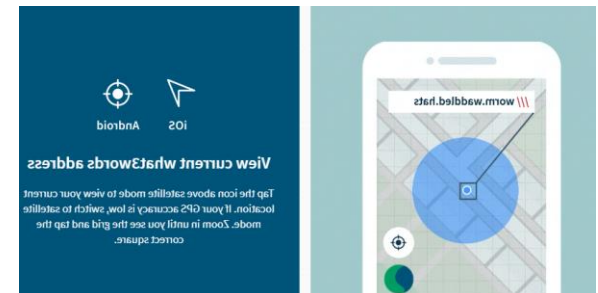 ///worm.waddled.hats
iOS Android
View current what3words address
Tap the icon above satellite mode to view your current
location. If your GPS accuracy is low, switch to satellite
mode. Zoom in until you see the grid and tap the
correct square.